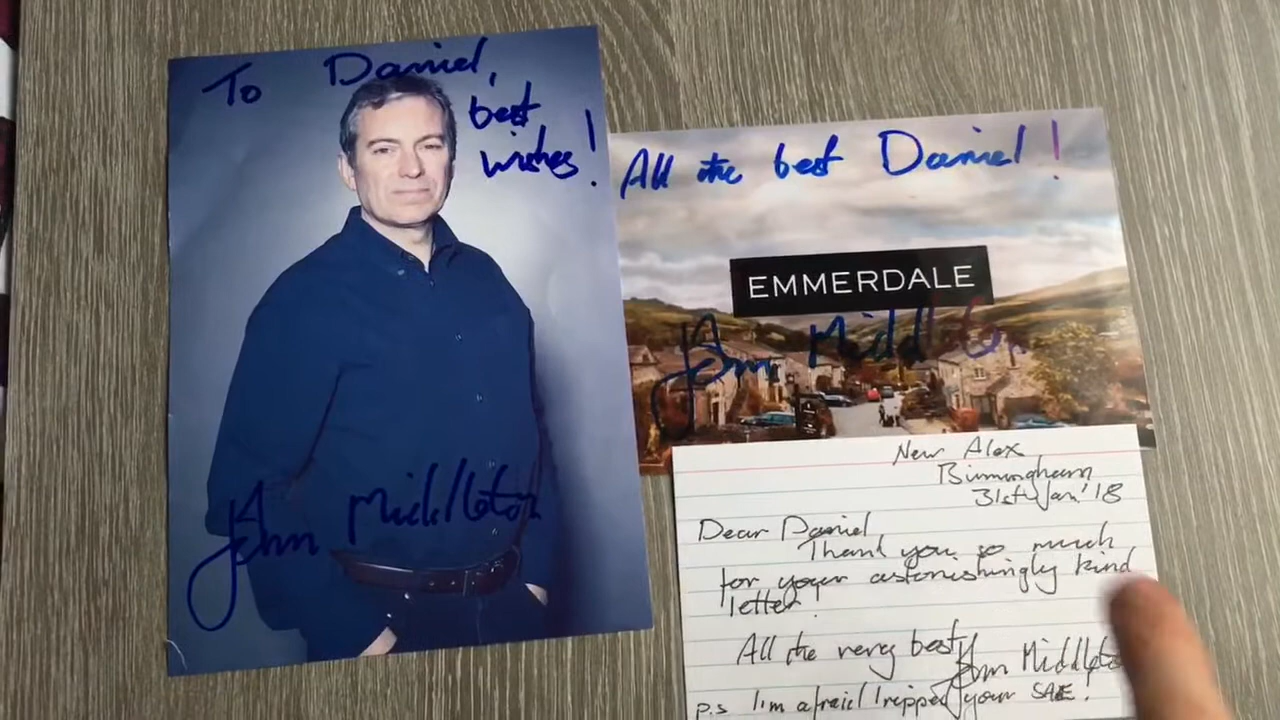 To Daniel,
best
wishes!
John Middleton
All the best Daniel!
EMMERDALE
John Middleton
New Alex
Birmingham
31st Jan '18
Dear Daniel
Thank you so much
for your astonishingly kind
letter!
All the very best
John Middleton
p.s I'm afraid I ripped your SAE!